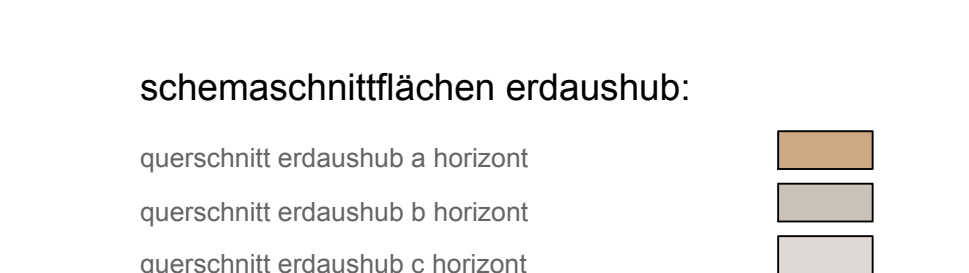 schemaschnittflächen erdaushub:
querschnitt erdaushub a horizont
querschnitt erdaushub b horizont
querschnitt erdaushub c horizont